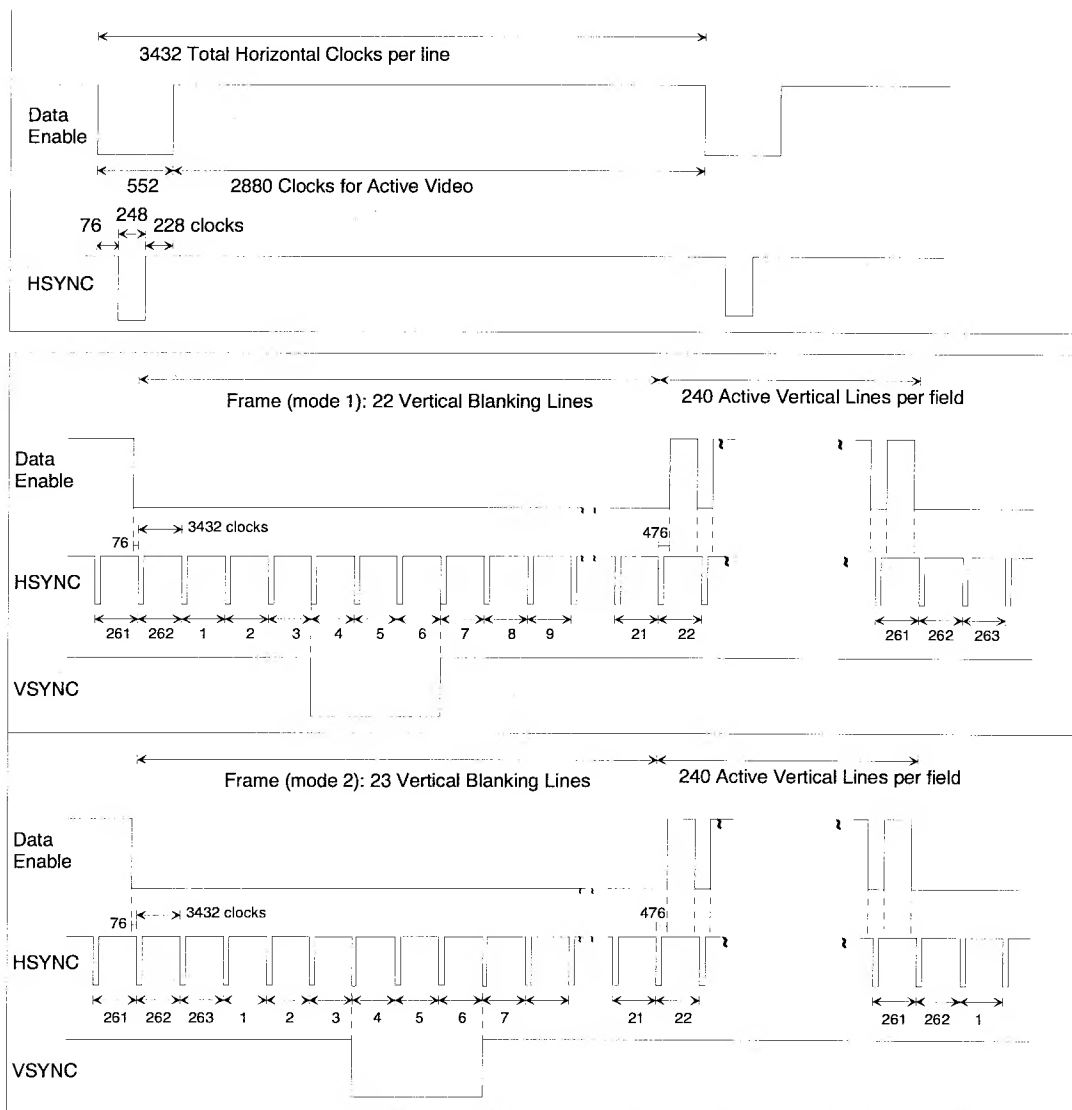 3432 Total Horizontal Clocks per line
Data
Enable
552
2880 Clocks for Active Video
248
76
228 clocks
HSYNC
Frame (mode 1): 22 Vertical Blanking Lines
240 Active Vertical Lines per field
Data
Enable
3432 clocks
76
476
HSYNC
261 262 1 2 3 4 5 6 7 8 9 21 22 261 262 263
VSYNC
Frame (mode 2): 23 Vertical Blanking Lines
240 Active Vertical Lines per field
Data
Enable
3432 clocks
76
476
HSYNC
261 262 263 1 2 3 4 5 6 7 21 22 261 262 1
VSYNC